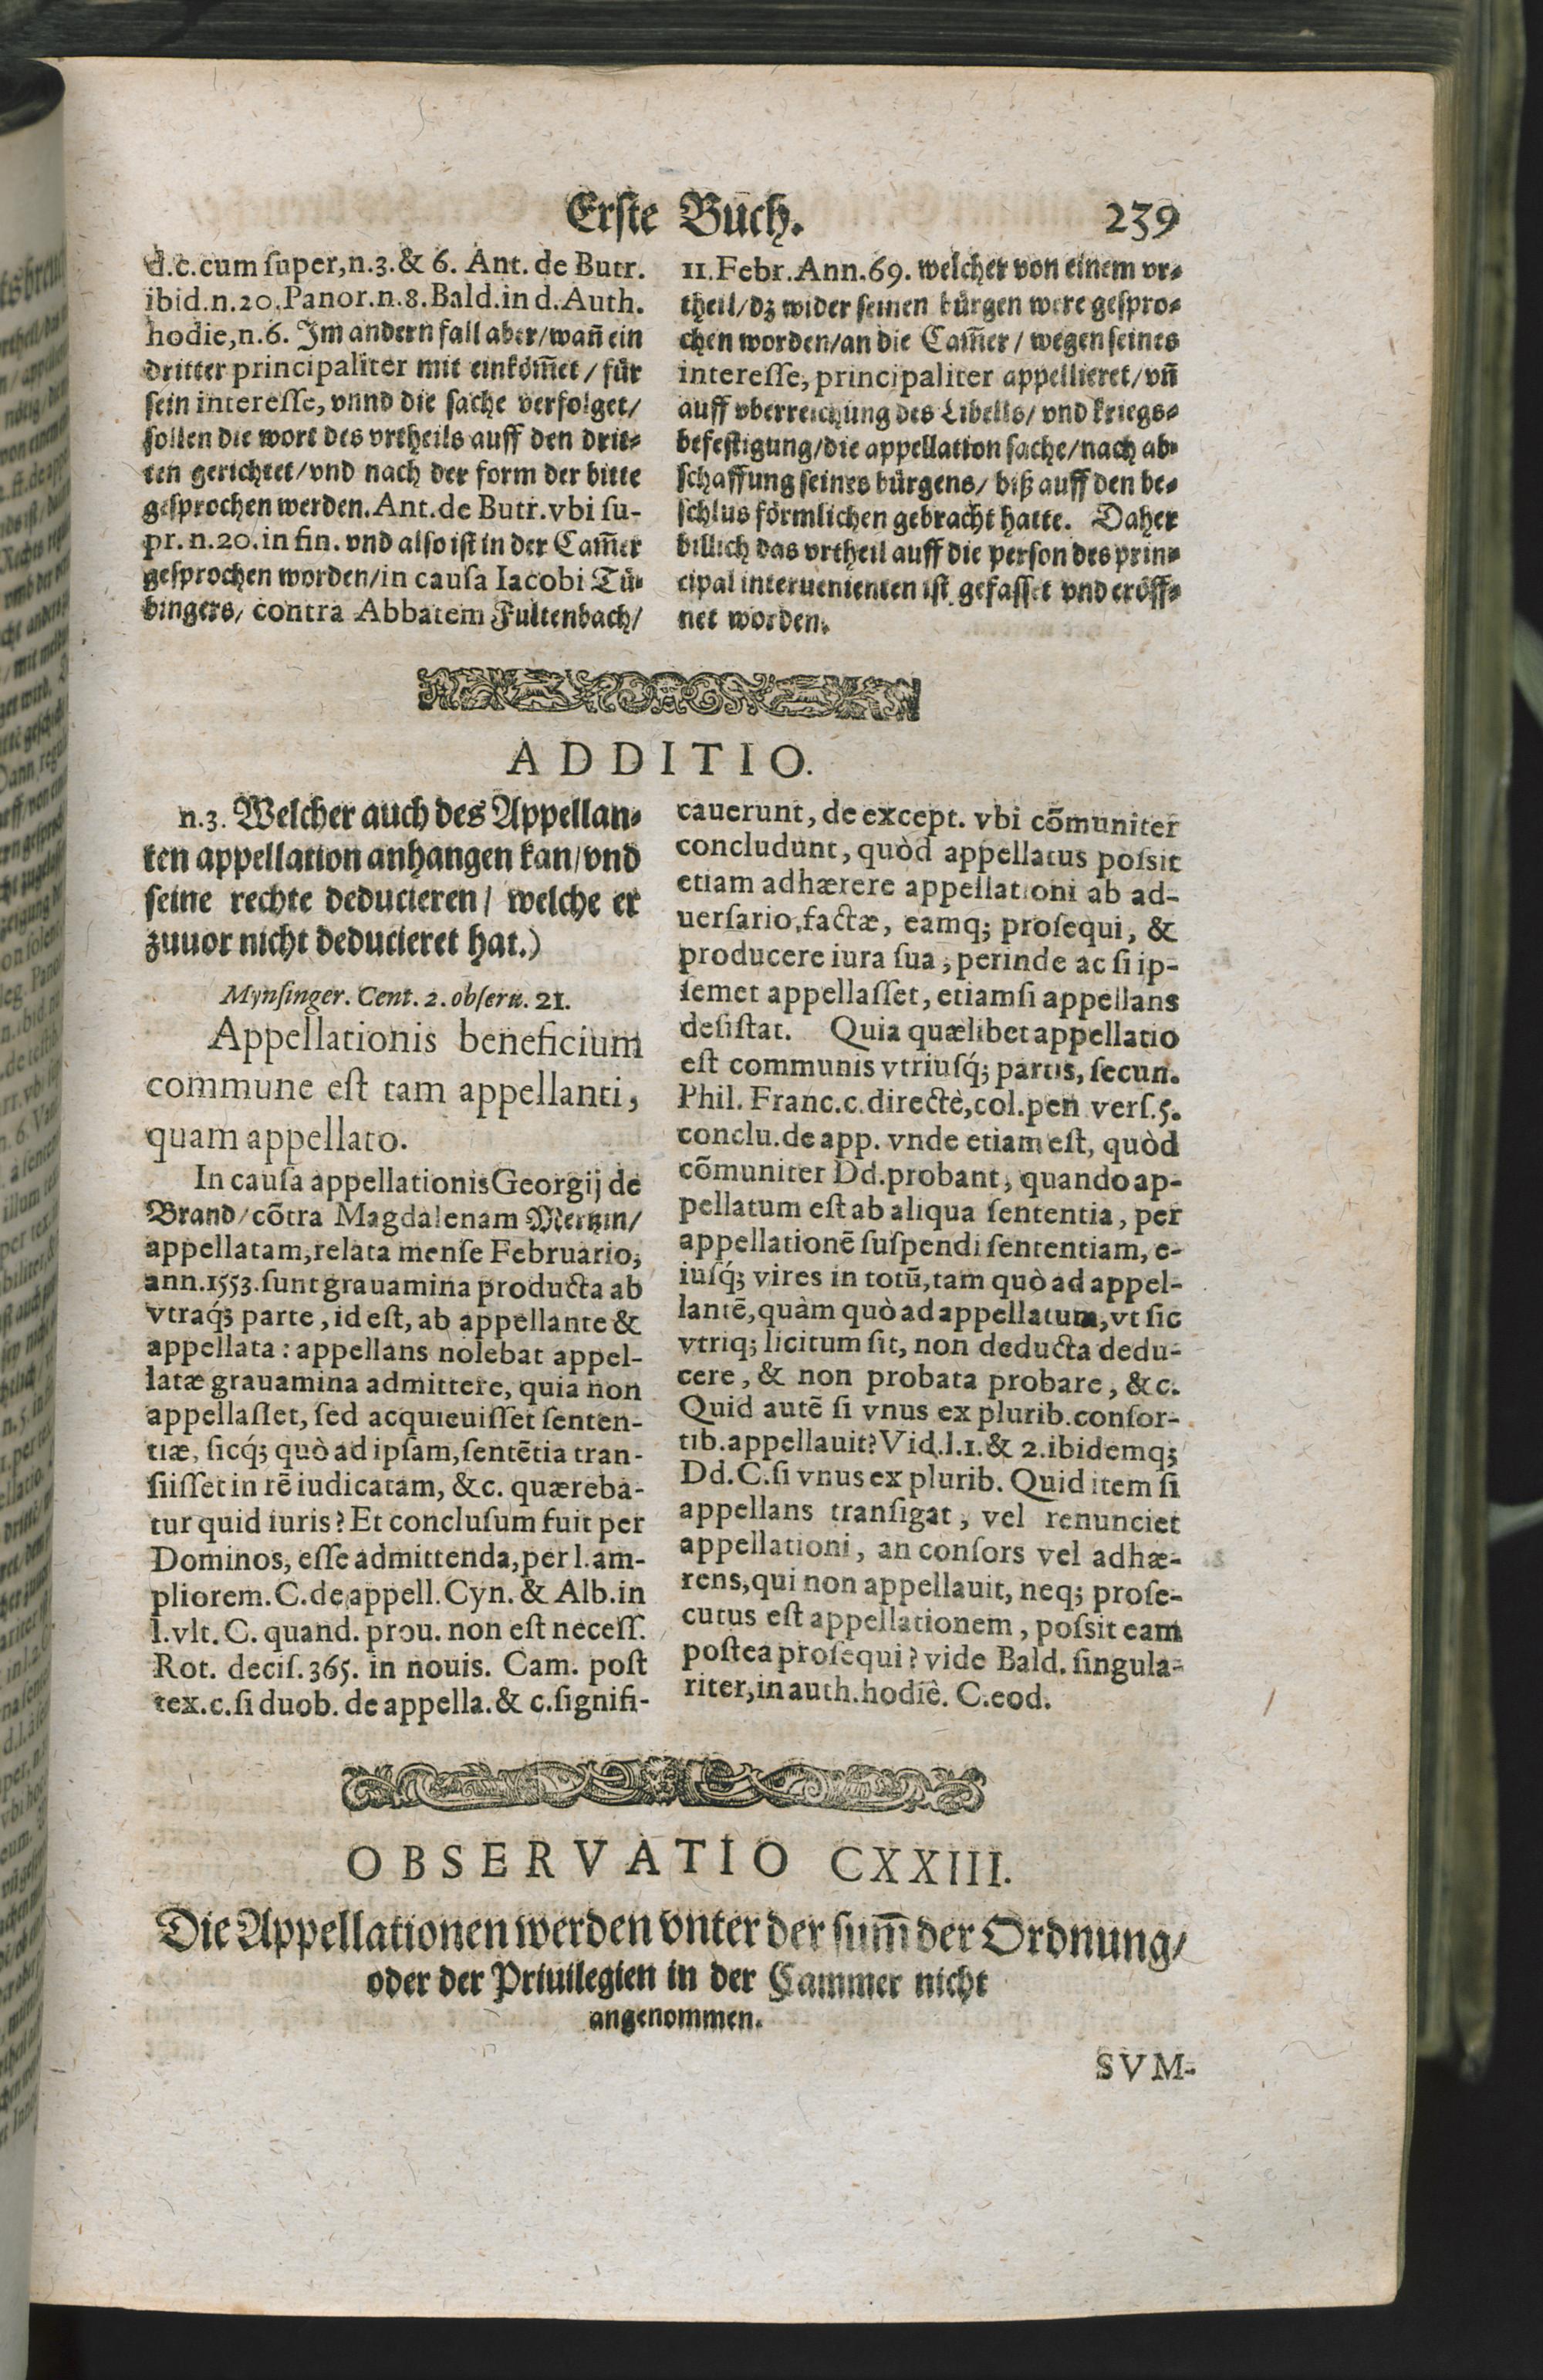 Erste Buch. 239
d.c.cum super,n.3.& 6. Ant. de Butr.
ibid.n.20.Panor.n.8.Bald.in d.Auth.
hodie,n.6. Im andern fall aber/wañ ein
dritter principaliter mit einköm̃et/für
sein interesse, vnnd die sache verfolget/
sollen die wort des vrtheils auff den drit-
ten gerichtet/vnd nach der form der bitte
gesprochen werden. Ant.de Butr. vbi su-
pr. n.20. in fin. vnd also ist in der Cam̃er
gesprochen worden/in causa Iacobi Tü-
bingers/ contra Abbatem Fultenbach/
11.Febr.Ann.69. welcher von einem vr-
theil/dz wider seinen bürgen were gespro-
chen worden/an die Cam̃er/ wegen seines
interesse, principaliter appellieret/vñ
auff vberreichung des Libells/ vnd kriegs-
befestigung/die appellation sache/nach ab-
schaffung seines bürgens/ biß auff den be-
schlus förmlichen gebracht hatte. Daher
billich das vrtheil auff die person des prin-
cipal interuenienten ist gefasset vnd eröff-
net worden.
ADDITIO.
n.3. Welcher auch des Appellan-
ten appellation anhangen kan/vnd
seine rechte deducieren/ welche er
zuuor nicht deducieret hat.)
Mynsinger. Cent. 2. obseru. 21.
Appellationis beneficium
commune est tam appellanti,
quam appellato.
In causa appellationis Georgij de
Brand/cõtra Magdalenam Mertzin/
appellatam,relata mense Februario,
ann.1553. sunt grauamina producta ab
vtraq́; parte, id est, ab appellante &
appellata: appellans nolebat appel-
latæ grauamina admittere, quia non
appellasset, sed acquieuisset senten-
tiæ, sicq́; quò ad ipsam,sentẽtia tran-
siisset in rẽ iudicatam, &c. quæreba-
tur quid iuris? Et conclusum fuit per
Dominos, esse admittenda,per l.am-
pliorem. C.de appell. Cyn. & Alb. in
l.vlt. C. quand. prou. non est necess.
Rot. decis. 365. in nouis. Cam. post
tex.c.si duob. de appella.& c.signifi-
cauerunt, de except. vbi cõmuniter
concludunt, quòd appellatus possit
etiam adhærere appellationi ab ad-
uersario factæ, eamq; prosequi, &
producere iura sua, perinde ac si ip-
semet appellasset, etiamsi appellans
desistat. Quia quælibet appellatio
est communis vtriusq́; partis, secun.
Phil. Franc.c.directè,col.pen vers.5.
conclu.de app. vnde etiam est, quòd
cõmuniter Dd.probant, quando ap-
pellatum est ab aliqua sententia, per
appellationẽ suspendi sententiam, e-
iusq́; vires in totũ,tam quò ad appel-
lantẽ,quàm quò ad appellatum,vt sic
vtriq; licitum sit, non deducta dedu-
cere, & non probata probare, &c.
Quid autẽ si vnus ex plurib.consor-
tib.appellauit? Vid.l.1.& 2.ibidemq;
Dd.C.si vnus ex plurib. Quid item si
appellans transigat, vel renunciet
appellationi, an consors vel adhæ-
rens,qui non appellauit, neq; prose-
cutus est appellationem, possit eam
postea prosequi? vide Bald. singula-
riter,in auth.hodiè. C.eod.
OBSERVATIO CXXIII.
Die Appellationen werden vnter der sum̃ der Ordnung/
oder der Priuilegien in der Cammer nicht
angenommen.
SVM-